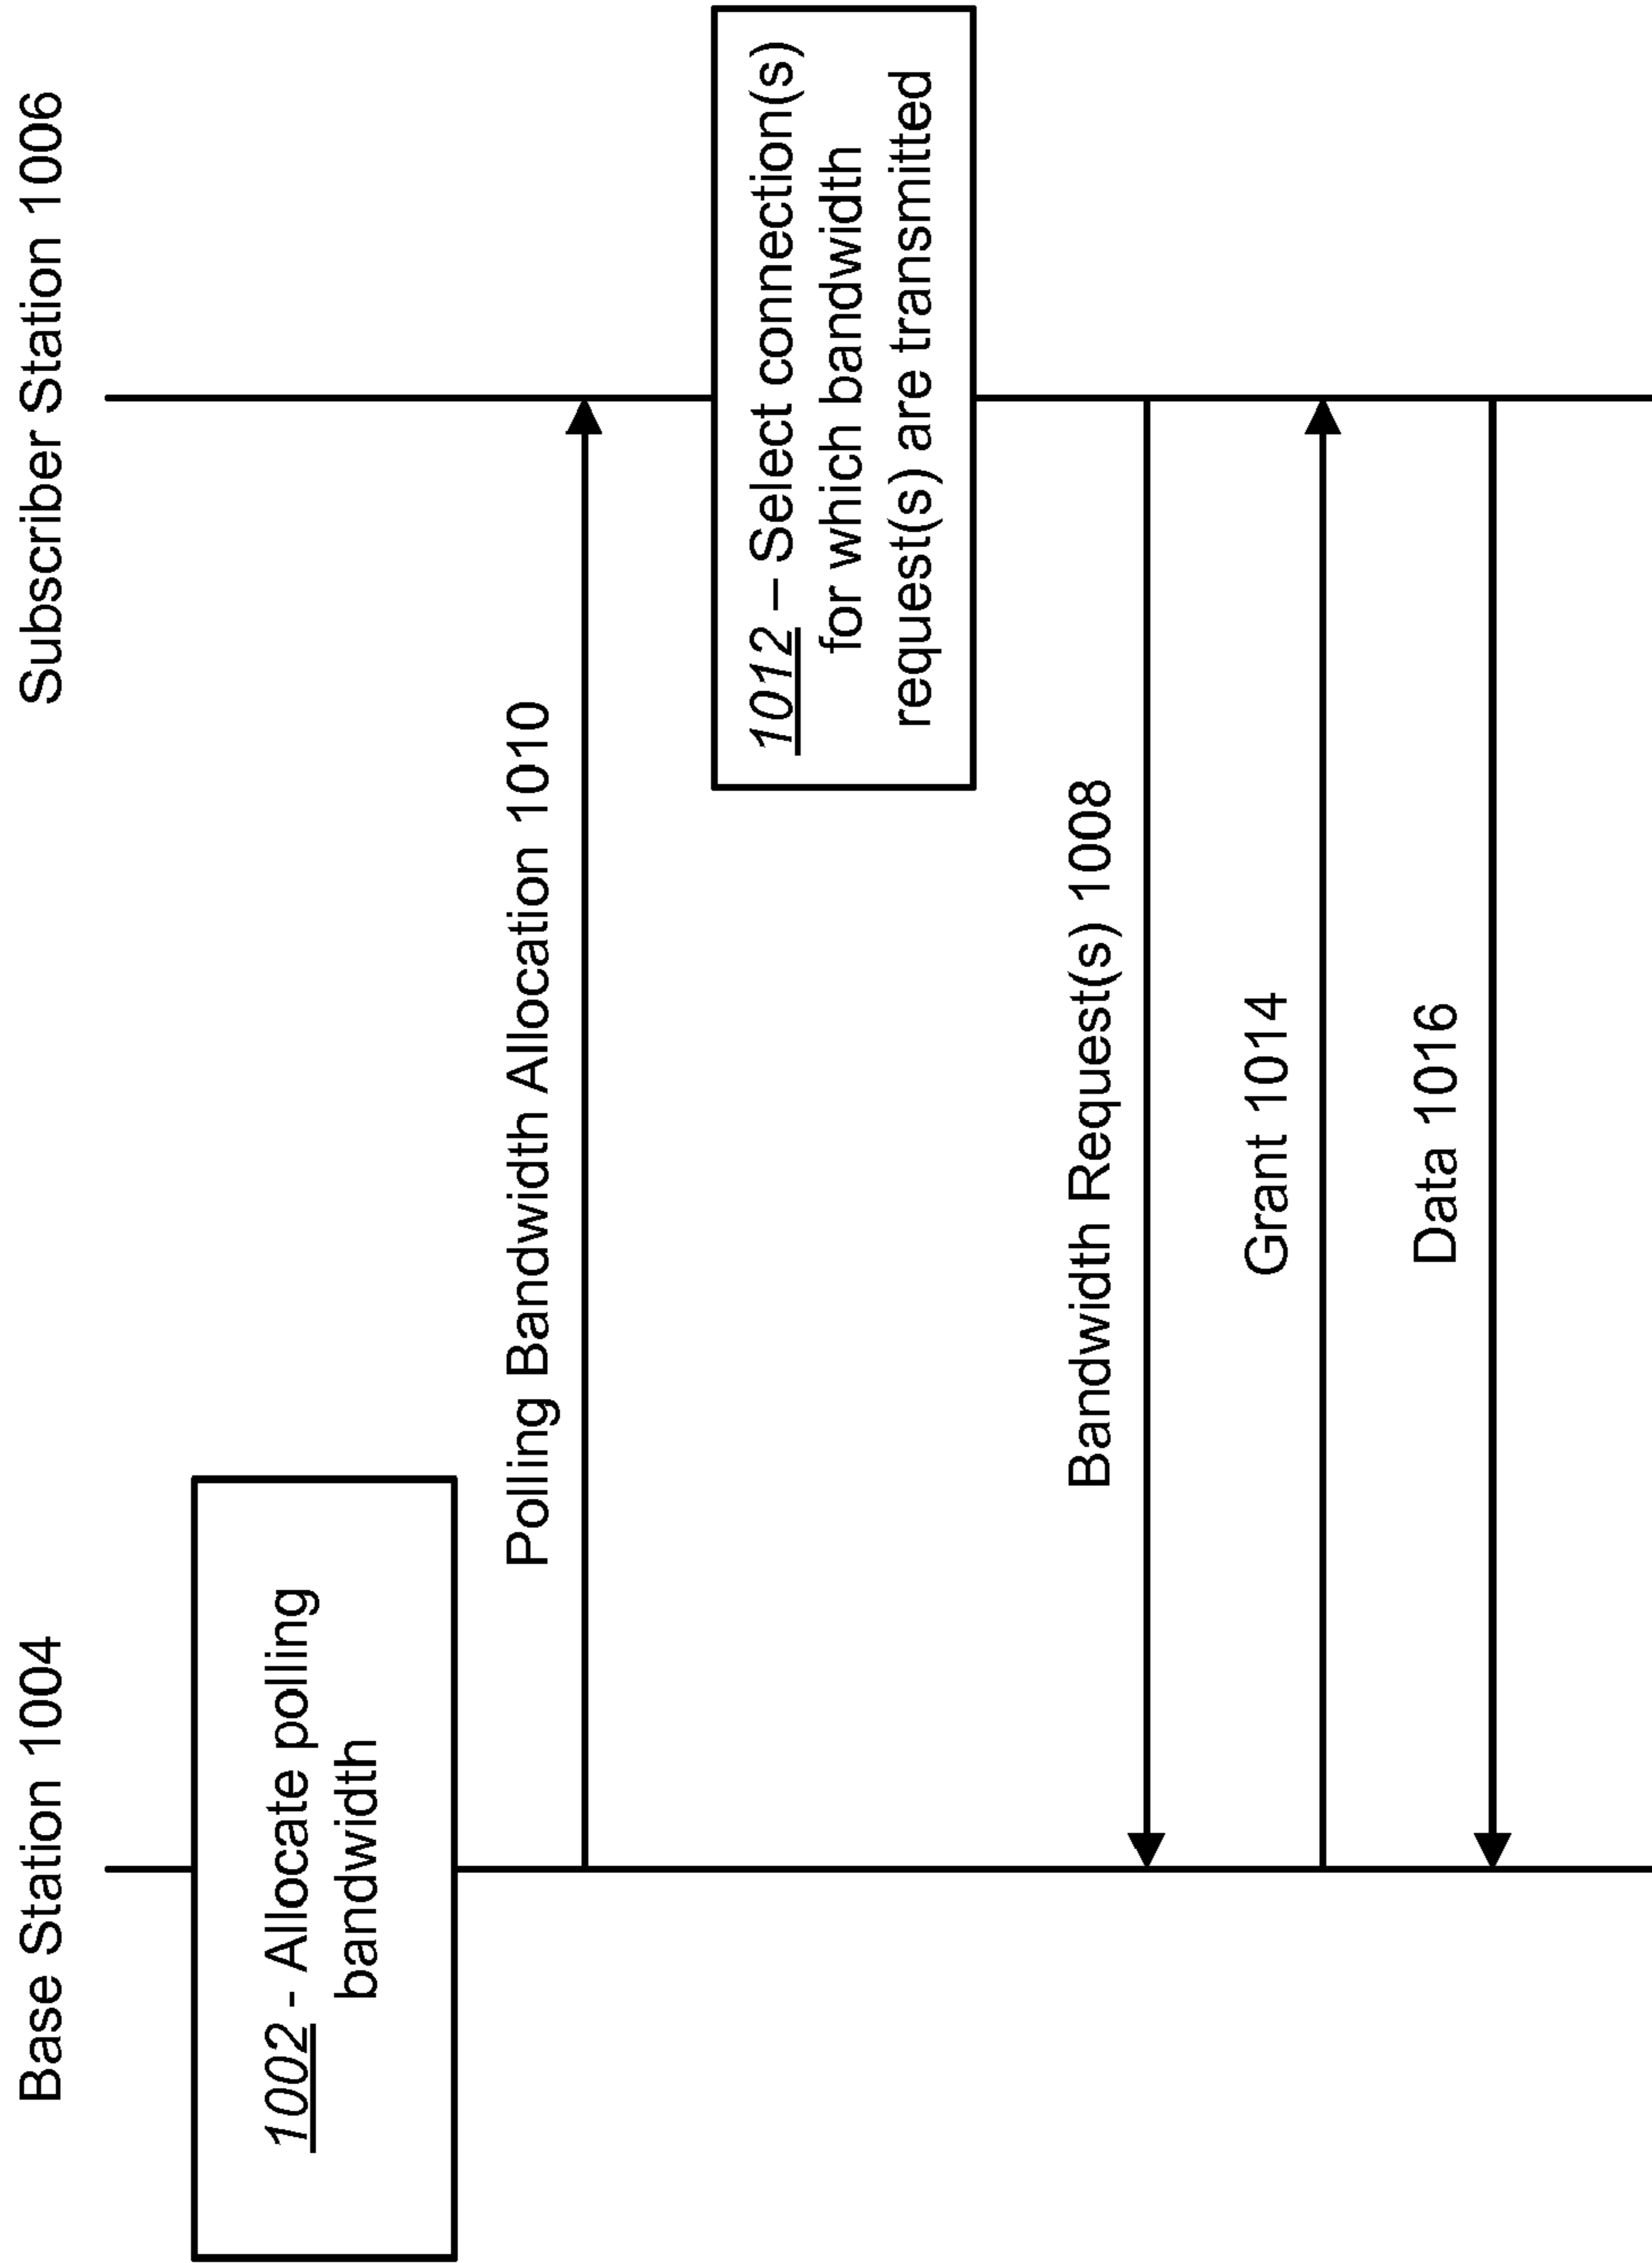 Base Station 1004
Subscriber Station 1006
1002 - Allocate polling
bandwidth
Polling Bandwidth Allocation 1010
1012 – Select connection(s)
for which bandwidth
request(s) are transmitted
Bandwidth Request(s) 1008
Grant 1014
Data 1016